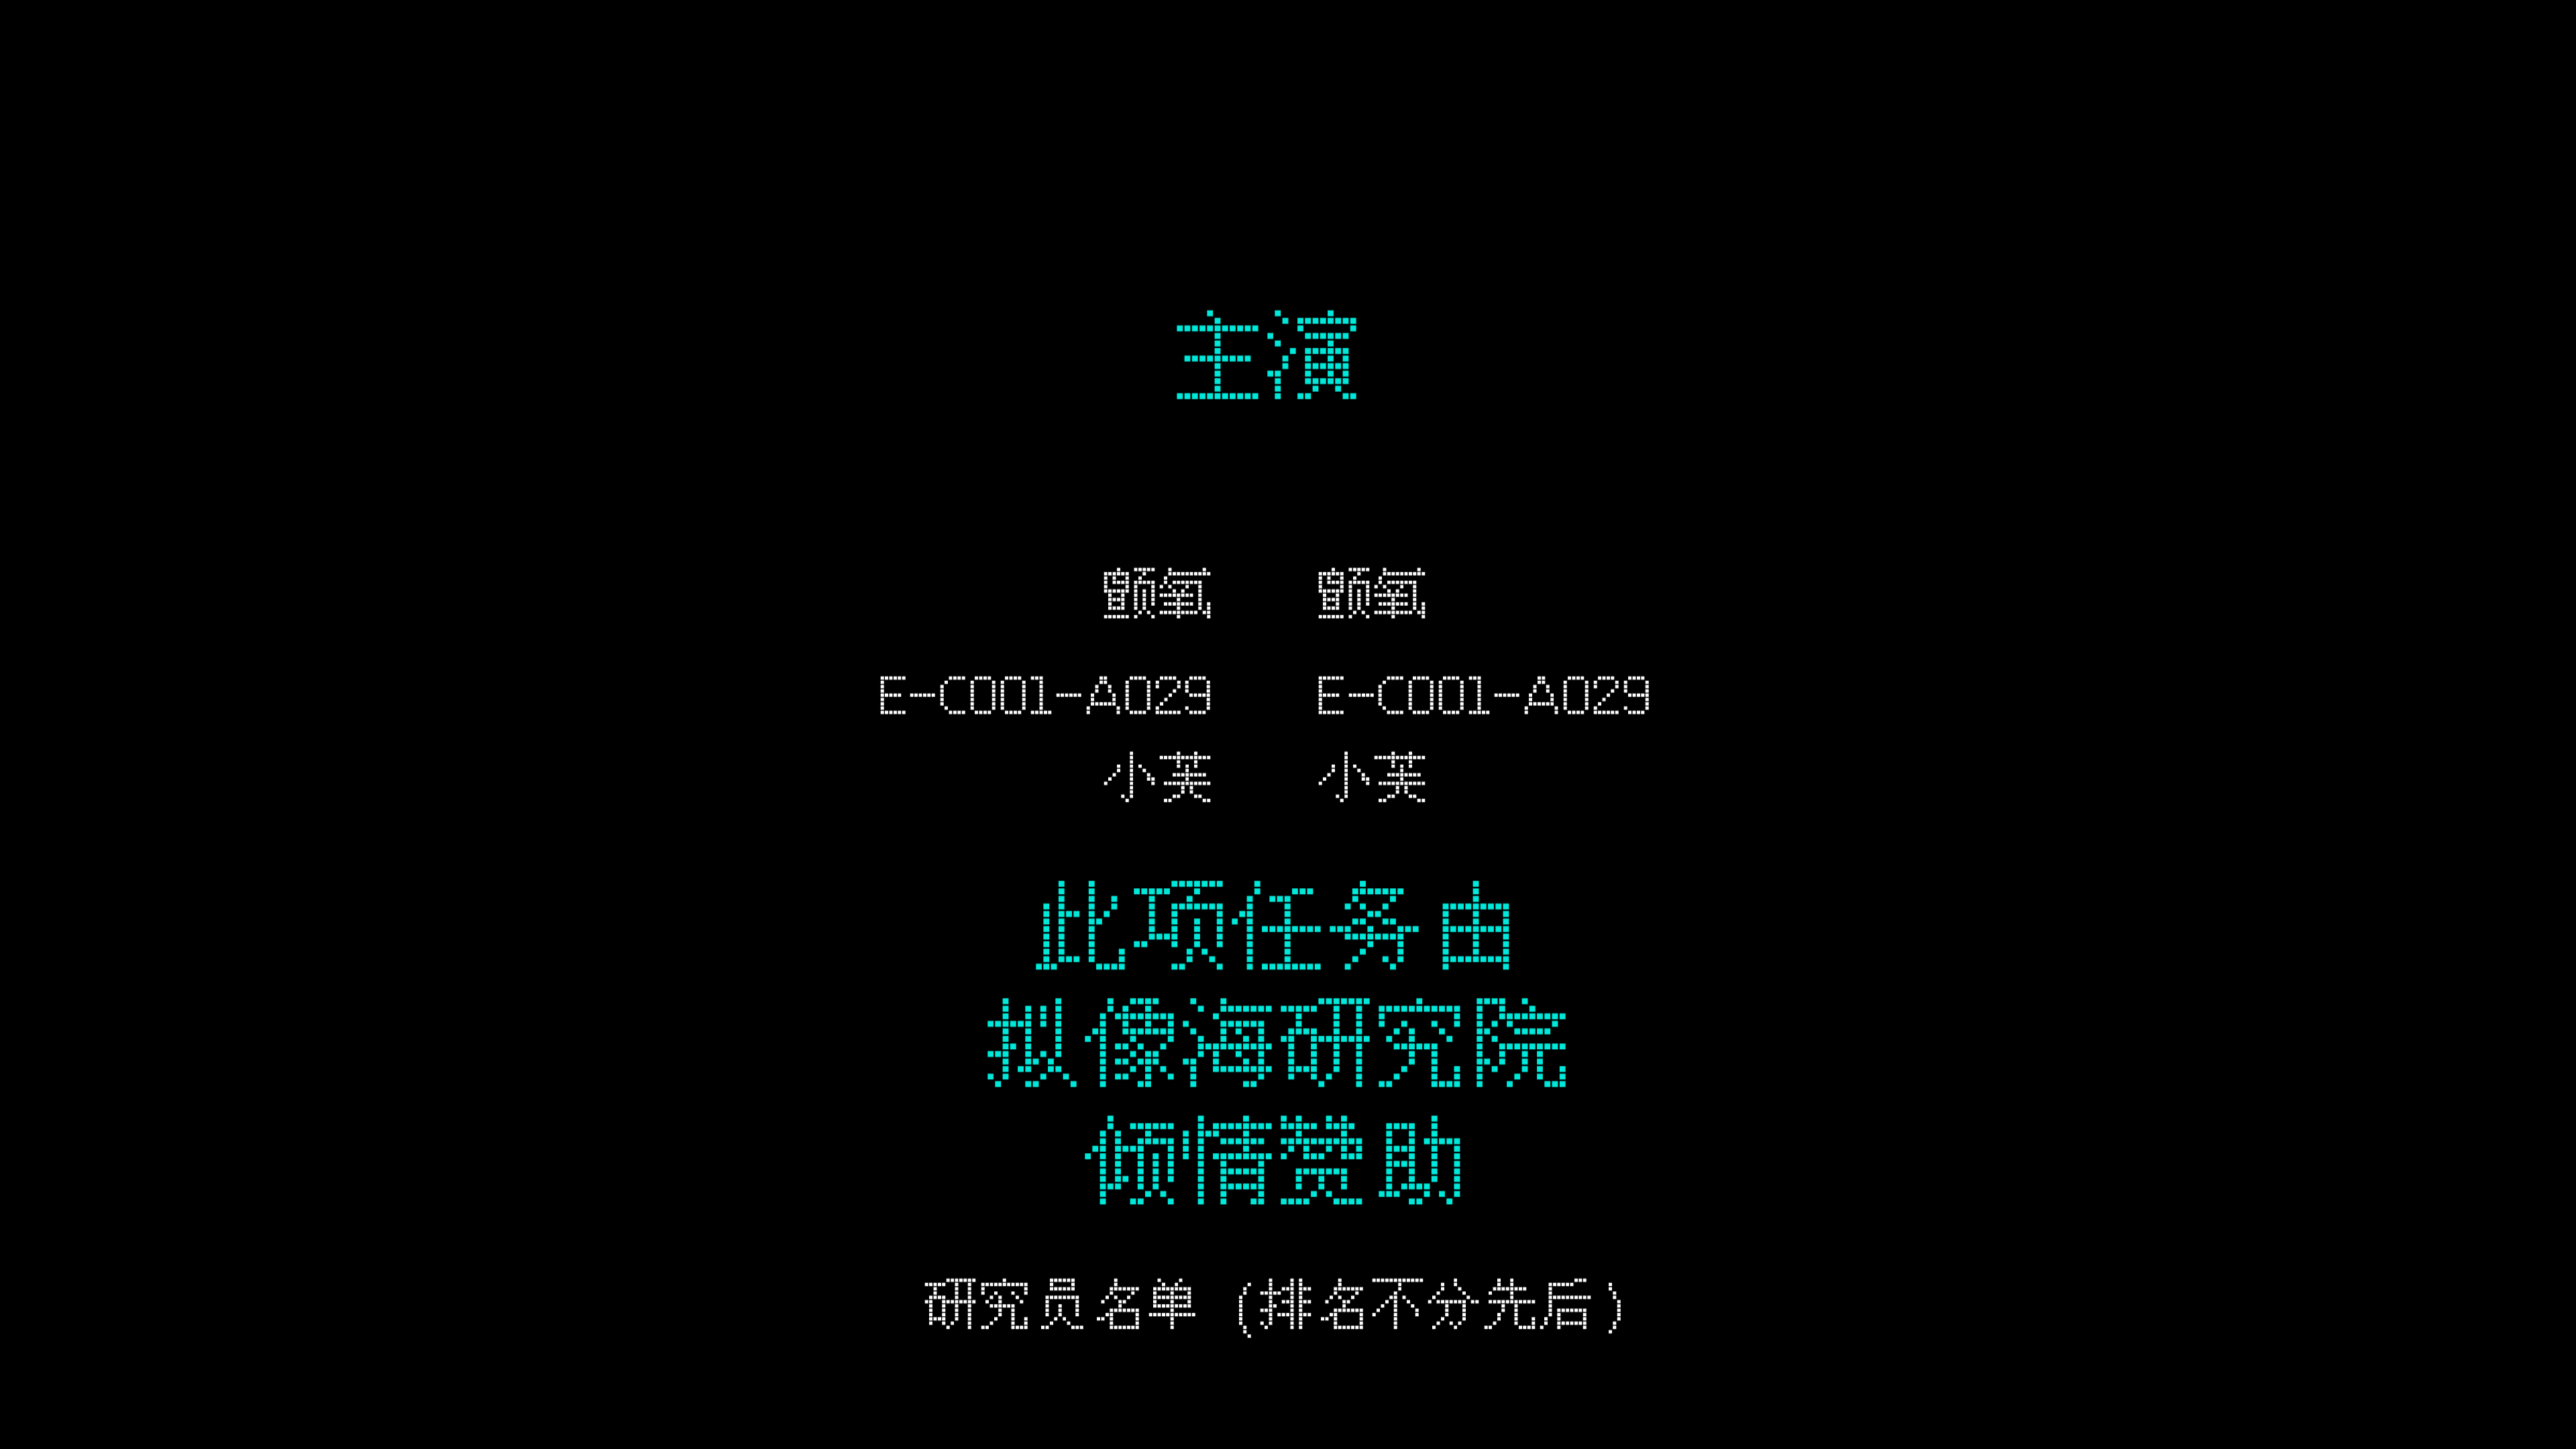 主演
颤氧 颤氧
E-C001-A029 E-C001-A029
小芙 小芙
此项任务由
拟像海研究院
倾情赞助
研究员名单 (排名不分先后)